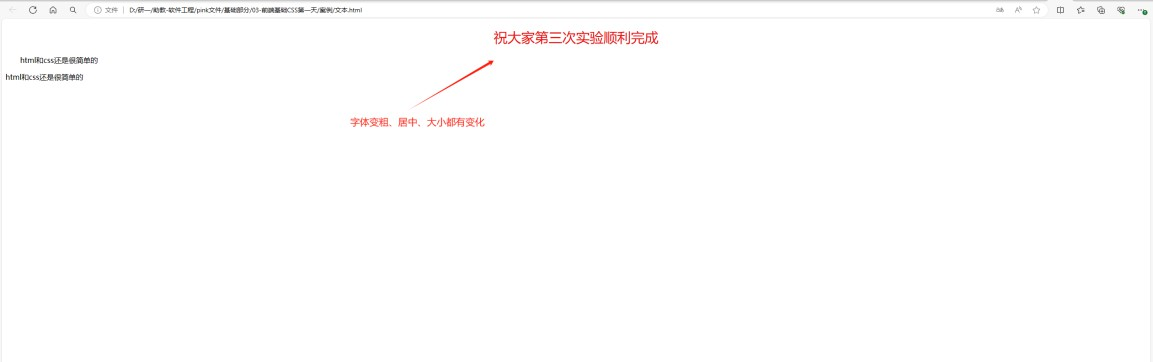 文件 | D:/研一/助教-软件工程/pink文件/基础部分/03-前端基础CSS第一天/案例/文本.html
祝大家第三次实验顺利完成
html和css还是很简单的
html和css还是很简单的
字体变粗、居中、大小都有变化